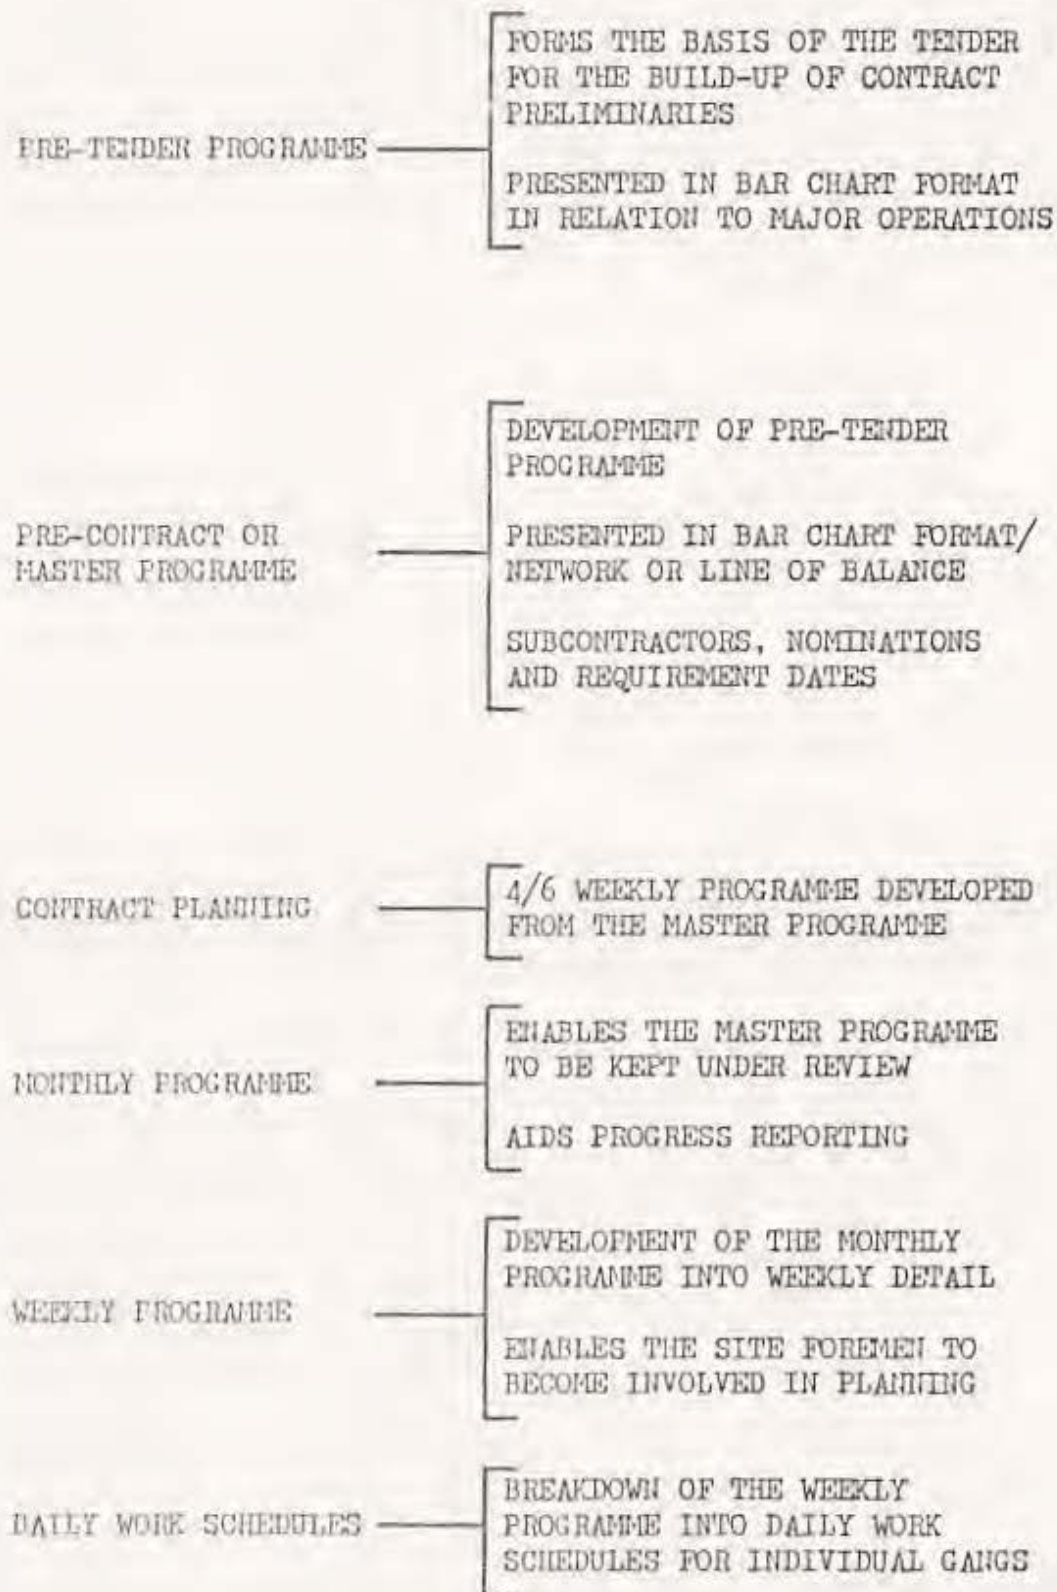 PRE-TENDER PROGRAMME
FORMS THE BASIS OF THE TENDER
FOR THE BUILD-UP OF CONTRACT
PRELIMINARIES
PRESENTED IN BAR CHART FORMAT
IN RELATION TO MAJOR OPERATIONS
PRE-CONTRACT OR
MASTER PROGRAMME
DEVELOPMENT OF PRE-TENDER
PROGRAMME
PRESENTED IN BAR CHART FORMAT/
NETWORK OR LINE OF BALANCE
SUBCONTRACTORS, NOMINATIONS
AND REQUIREMENT DATES
CONTRACT PLANNING
4/6 WEEKLY PROGRAMME DEVELOPED
FROM THE MASTER PROGRAMME
MONTHLY PROGRAMME
ENABLES THE MASTER PROGRAMME
TO BE KEPT UNDER REVIEW
AIDS PROGRESS REPORTING
WEEKLY PROGRAMME
DEVELOPMENT OF THE MONTHLY
PROGRAMME INTO WEEKLY DETAIL
ENABLES THE SITE FOREMEN TO
BECOME INVOLVED IN PLANNING
DAILY WORK SCHEDULES
BREAKDOWN OF THE WEEKLY
PROGRAMME INTO DAILY WORK
SCHEDULES FOR INDIVIDUAL GANGS